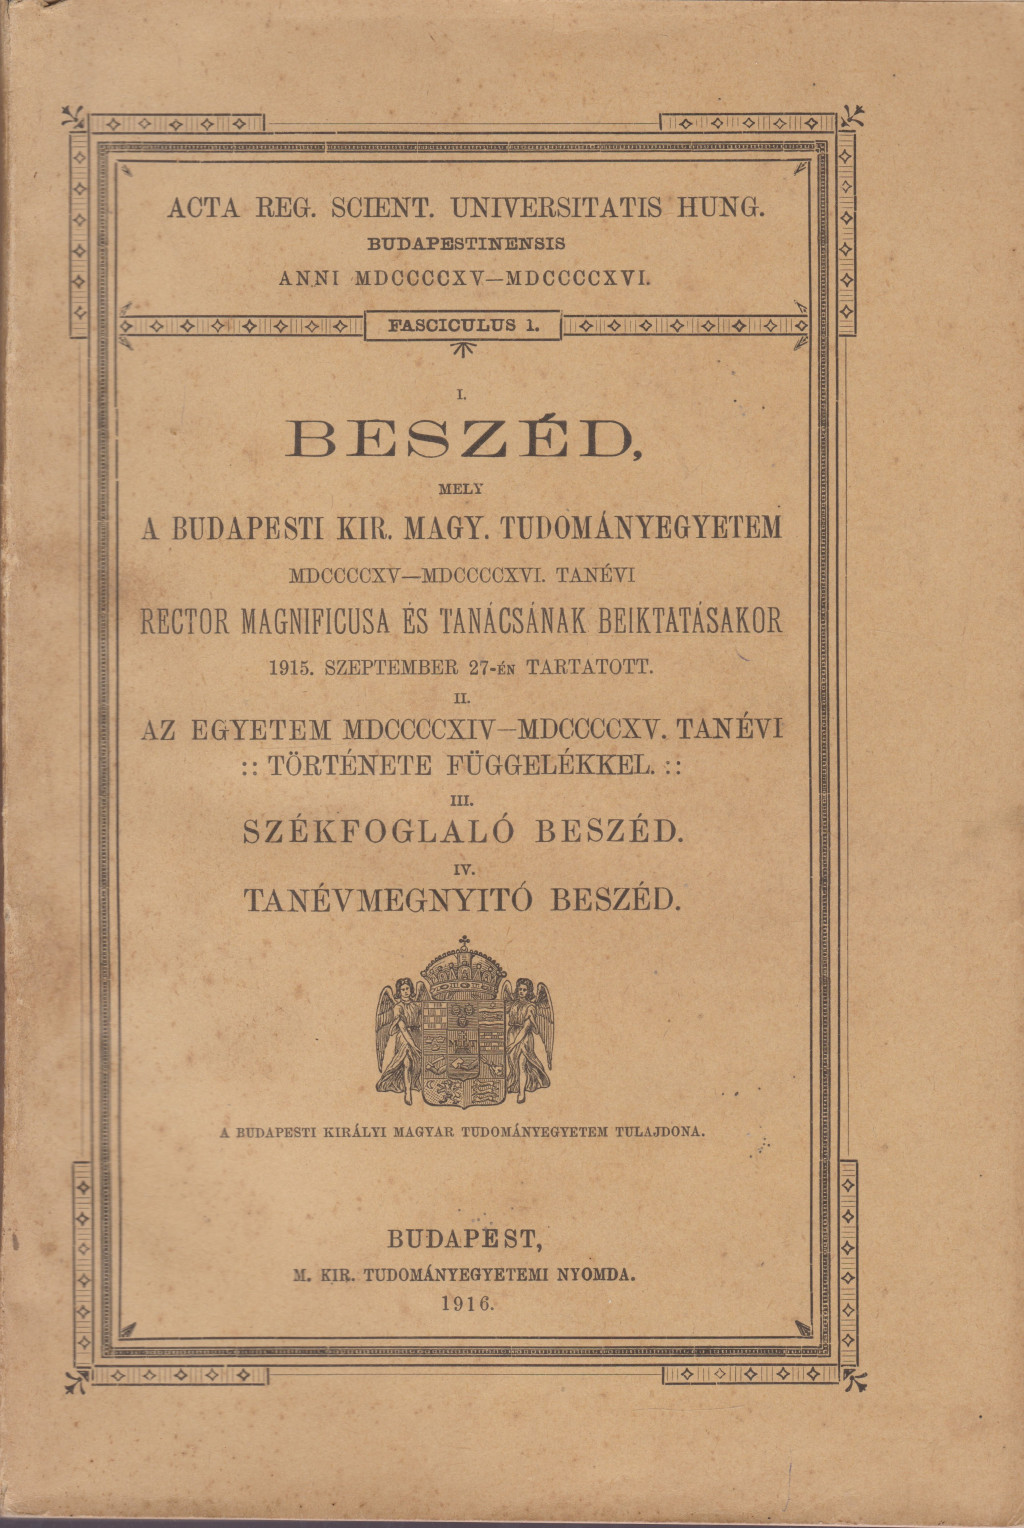 ACTA REG. SCIENT. UNIVERSITATIS HUNG.
BUDAPESTINENSIS
ANNI MDCCCCXV—MDCCCCXVI.
FASCICULUS 1.
I.
BESZÉD,
MELY
A BUDAPESTI KIR. MAGY. TUDOMÁNYEGYETEM
MDCCCCXV—MDCCCCXVI. TANÉVI
RECTOR MAGNIFICUSA ÉS TANÁCSÁNAK BEIKTATÁSAKOR
1915. SZEPTEMBER 27-ÉN TARTATOTT.
II.
AZ EGYETEM MDCCCCXIV—MDCCCCXV. TANÉVI
:: TÖRTÉNETE FÜGGELÉKKEL. ::
III.
SZÉKFOGLALÓ BESZÉD.
IV.
TANÉVMEGNYITÓ BESZÉD.
A BUDAPESTI KIRÁLYI MAGYAR TUDOMÁNYEGYETEM TULAJDONA.
BUDAPEST,
M. KIR. TUDOMÁNYEGYETEMI NYOMDA.
1916.